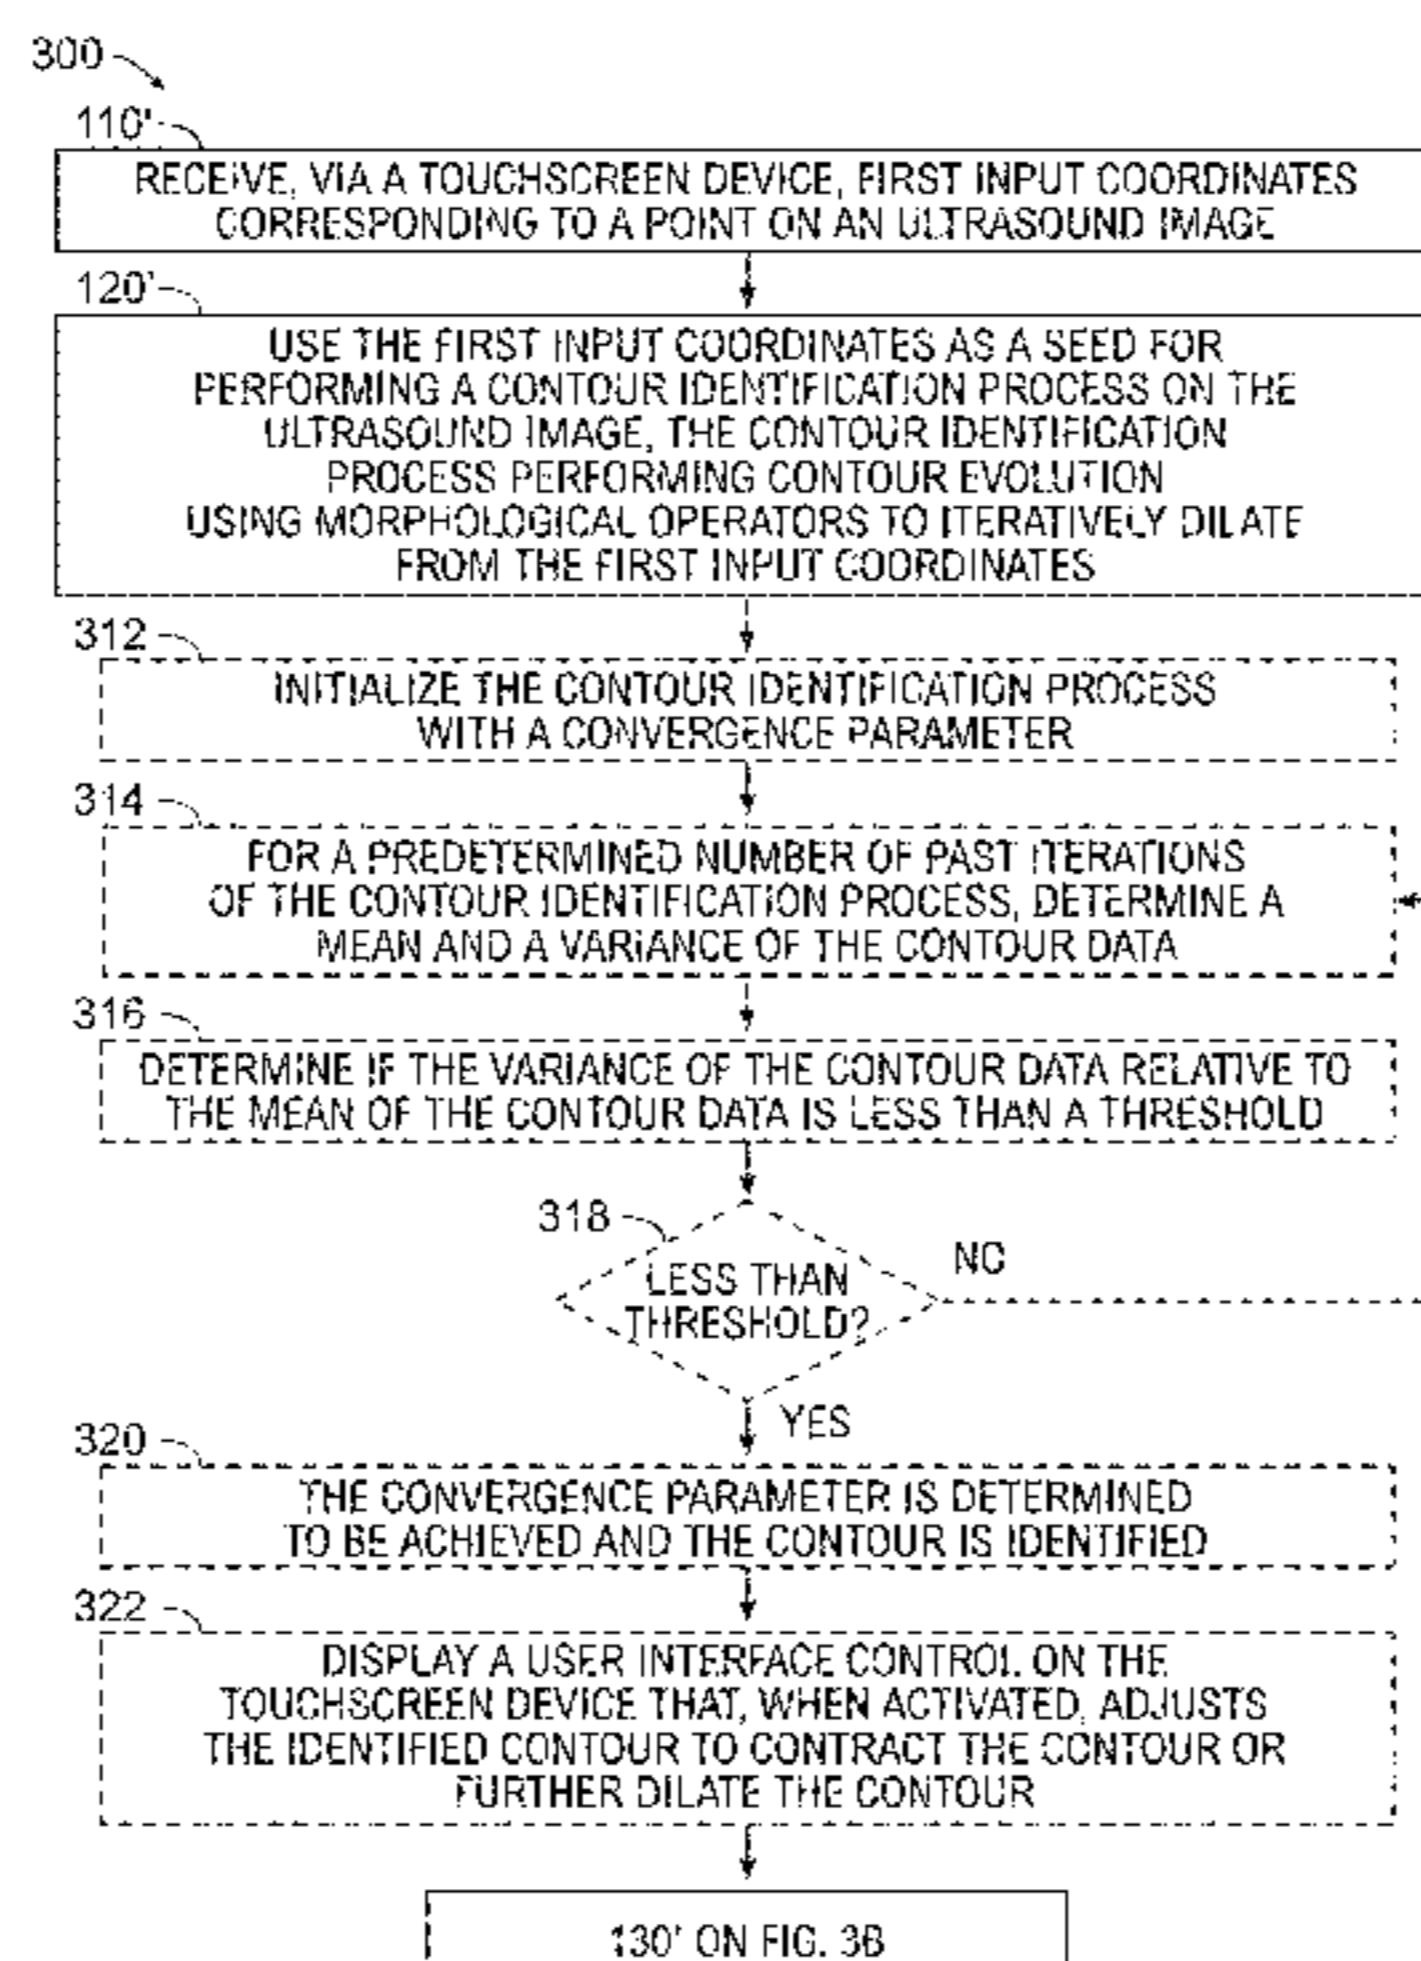 300
110'
RECEIVE, VIA A TOUCHSCREEN DEVICE, FIRST INPUT COORDINATES
CORRESPONDING TO A POINT ON AN ULTRASOUND IMAGE
120'
USE THE FIRST INPUT COORDINATES AS A SEED FOR
PERFORMING A CONTOUR IDENTIFICATION PROCESS ON THE
ULTRASOUND IMAGE, THE CONTOUR IDENTIFICATION
PROCESS PERFORMING CONTOUR EVOLUTION
USING MORPHOLOGICAL OPERATORS TO ITERATIVELY DILATE
FROM THE FIRST INPUT COORDINATES
312
INITIALIZE THE CONTOUR IDENTIFICATION PROCESS
WITH A CONVERGENCE PARAMETER
314
FOR A PREDETERMINED NUMBER OF PAST ITERATIONS
OF THE CONTOUR IDENTIFICATION PROCESS, DETERMINE A
MEAN AND A VARIANCE OF THE CONTOUR DATA
316
DETERMINE IF THE VARIANCE OF THE CONTOUR DATA RELATIVE TO
THE MEAN OF THE CONTOUR DATA IS LESS THAN A THRESHOLD
318
LESS THAN
THRESHOLD?
NO
YES
320
THE CONVERGENCE PARAMETER IS DETERMINED
TO BE ACHIEVED AND THE CONTOUR IS IDENTIFIED
322
DISPLAY A USER INTERFACE CONTROL ON THE
TOUCHSCREEN DEVICE THAT, WHEN ACTIVATED, ADJUSTS
THE IDENTIFIED CONTOUR TO CONTRACT THE CONTOUR OR
FURTHER DILATE THE CONTOUR
130' ON FIG. 3B